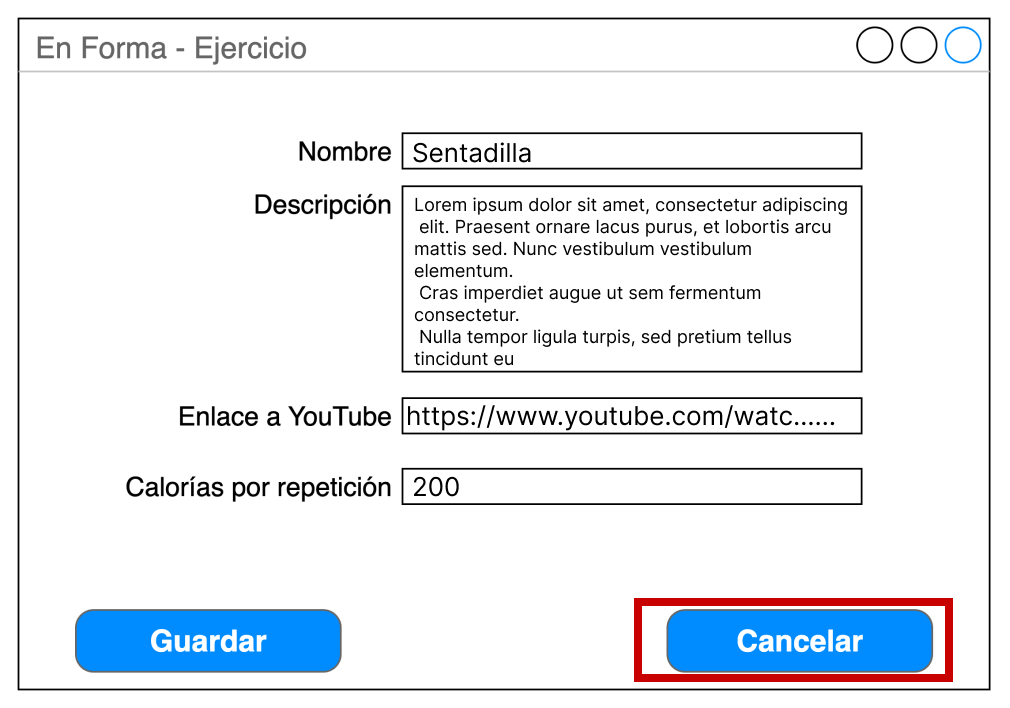 En Forma - Ejercicio
Nombre Sentadilla
Descripción Lorem ipsum dolor sit amet, consectetur adipiscing
elit. Praesent ornare lacus purus, et lobortis arcu
mattis sed. Nunc vestibulum vestibulum
elementum.
Cras imperdiet augue ut sem fermentum
consectetur.
Nulla tempor ligula turpis, sed pretium tellus
tincidunt eu
Enlace a YouTube https://www.youtube.com/watc......
Calorías por repetición 200
Guardar Cancelar